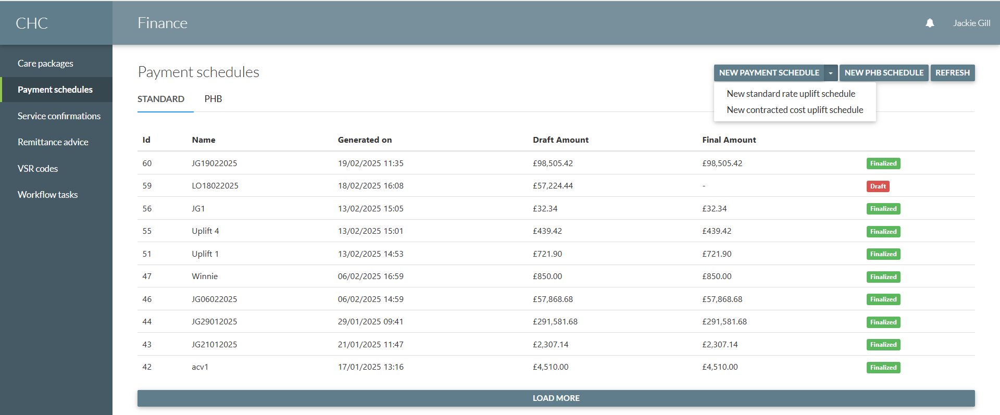 CHC
Finance
Jackie Gill
Care packages
Payment schedules
Service confirmations
Remittance advice
VSR codes
Workflow tasks
Payment schedules
NEW PAYMENT SCHEDULE NEW PHB SCHEDULE REFRESH
New standard rate uplift schedule
New contracted cost uplift schedule
STANDARD PHB
Id Name Generated on Draft Amount Final Amount
60 JG19022025 19/02/2025 11:35 £98,505.42 £98,505.42 Finalized
59 LO18022025 18/02/2025 16:08 £57,224.44 - Draft
56 JG1 13/02/2025 15:05 £32.34 £32.34 Finalized
55 Uplift 4 13/02/2025 15:01 £439.42 £439.42 Finalized
51 Uplift 1 13/02/2025 14:53 £721.90 £721.90 Finalized
47 Winnie 06/02/2025 16:59 £850.00 £850.00 Finalized
46 JG06022025 06/02/2025 14:59 £57,868.68 £57,868.68 Finalized
44 JG29012025 29/01/2025 09:41 £291,581.68 £291,581.68 Finalized
43 JG21012025 21/01/2025 11:47 £2,307.14 £2,307.14 Finalized
42 acv1 17/01/2025 13:16 £4,510.00 £4,510.00 Finalized
LOAD MORE